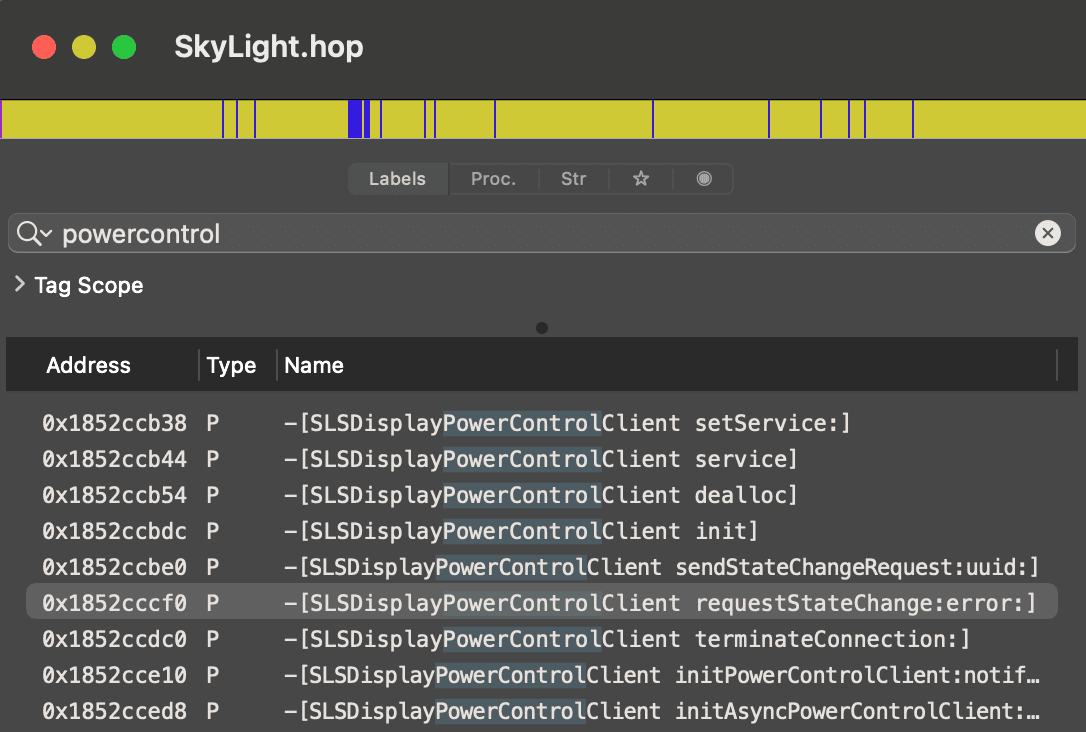 SkyLight.hop
Labels Proc. Str
powercontrol
Tag Scope
Address Type Name
0x1852ccb38 P -[SLSDisplayPowerControlClient setService:]
0x1852ccb44 P -[SLSDisplayPowerControlClient service]
0x1852ccb54 P -[SLSDisplayPowerControlClient dealloc]
0x1852ccbdc P -[SLSDisplayPowerControlClient init]
0x1852ccbe0 P -[SLSDisplayPowerControlClient sendStateChangeRequest:uuid:]
0x1852cccf0 P -[SLSDisplayPowerControlClient requestStateChange:error:]
0x1852ccdc0 P -[SLSDisplayPowerControlClient terminateConnection:]
0x1852cce10 P -[SLSDisplayPowerControlClient initPowerControlClient:notif…
0x1852cced8 P -[SLSDisplayPowerControlClient initAsyncPowerControlClient:…